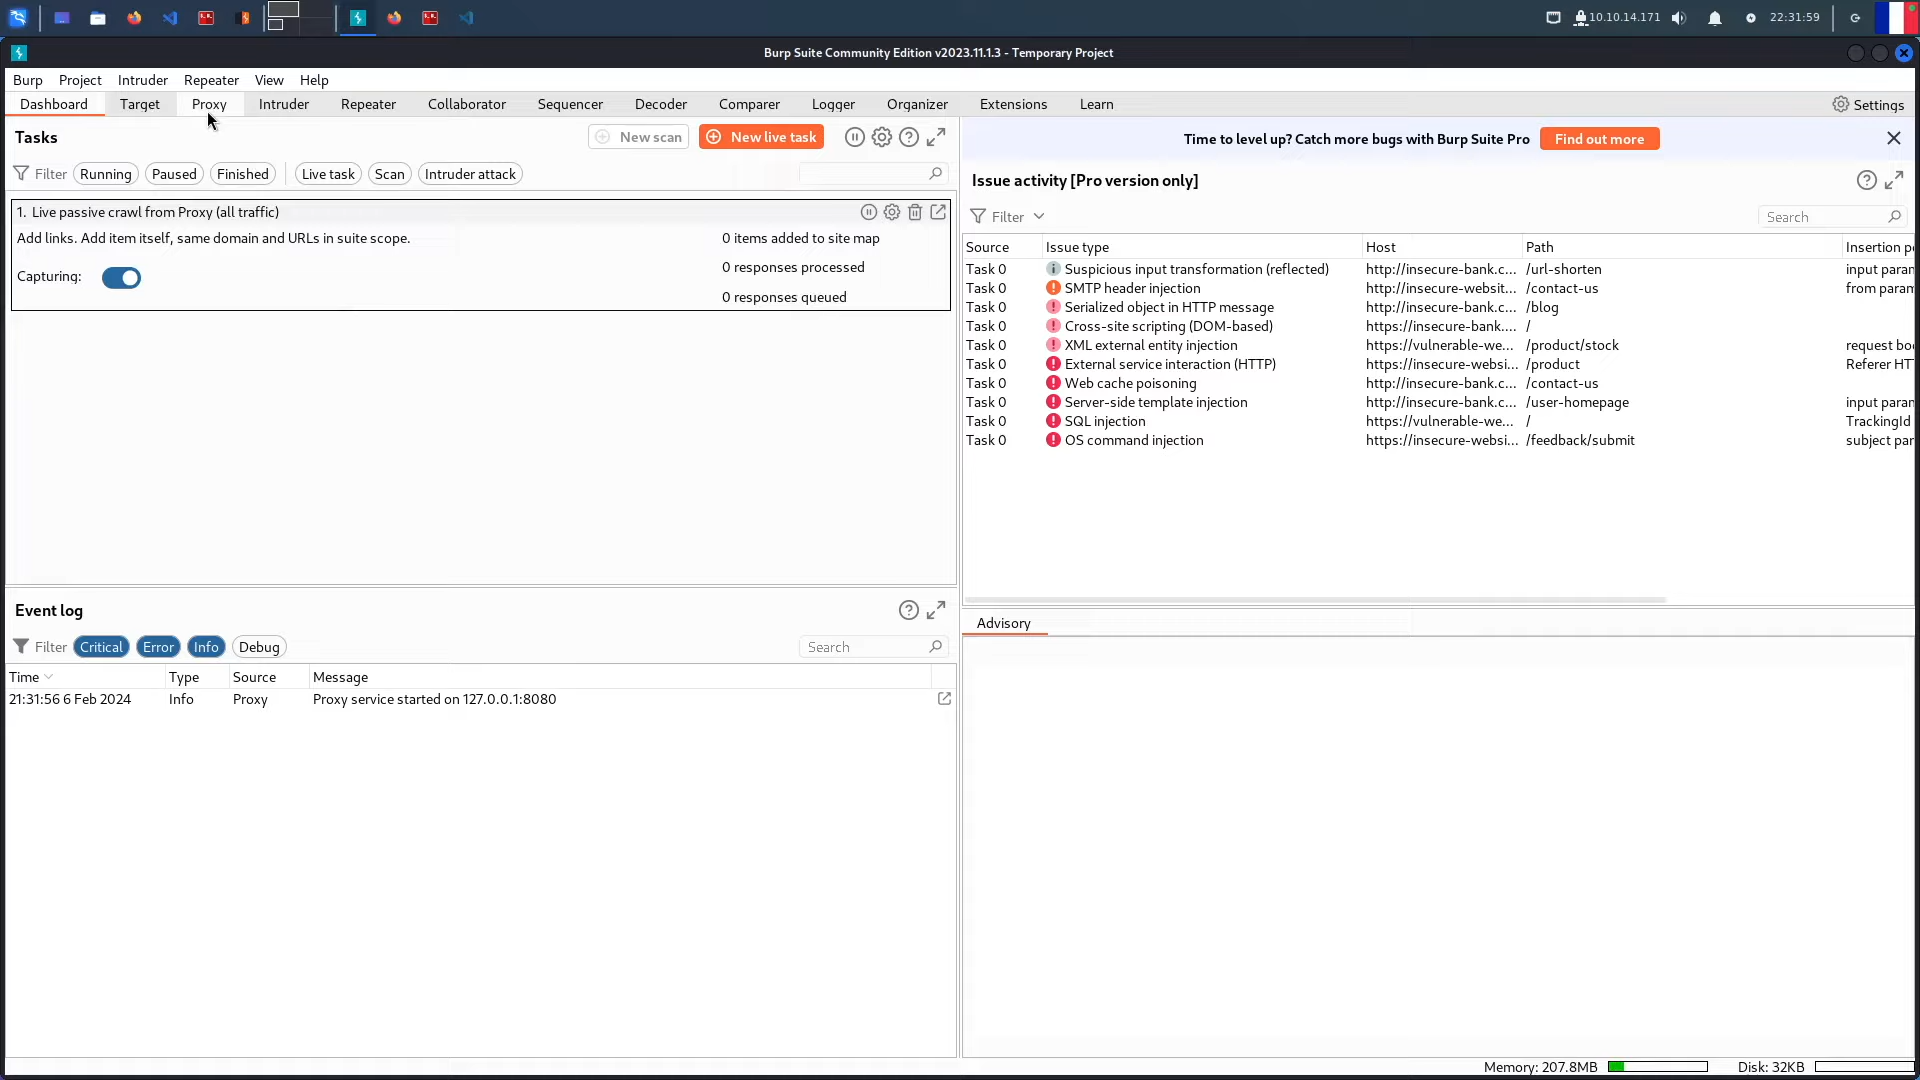 10.10.14.171 22:31:59
Burp Suite Community Edition v2023.11.1.3 - Temporary Project
Burp Project Intruder Repeater View Help
Dashboard Target Proxy Intruder Repeater Collaborator Sequencer Decoder Comparer Logger Organizer Extensions Learn Settings
Tasks New scan New live task
Filter Running Paused Finished Live task Scan Intruder attack
1. Live passive crawl from Proxy (all traffic)
Add links. Add item itself, same domain and URLs in suite scope. 0 items added to site map
Capturing: 0 responses processed
0 responses queued
Time to level up? Catch more bugs with Burp Suite Pro Find out more
Issue activity [Pro version only]
Filter Search
Source Issue type Host Path Insertion p
Task 0 Suspicious input transformation (reflected) http://insecure-bank.c... /url-shorten input param
Task 0 SMTP header injection http://insecure-websit... /contact-us from param
Task 0 Serialized object in HTTP message http://insecure-bank.c... /blog
Task 0 Cross-site scripting (DOM-based) https://insecure-bank.... /
Task 0 XML external entity injection https://vulnerable-we... /product/stock request bo
Task 0 External service interaction (HTTP) https://insecure-websi... /product Referer HT
Task 0 Web cache poisoning http://insecure-bank.c... /contact-us
Task 0 Server-side template injection http://insecure-bank.c... /user-homepage input param
Task 0 SQL injection https://vulnerable-we... / TrackingId
Task 0 OS command injection https://insecure-websi... /feedback/submit subject par
Event log
Filter Critical Error Info Debug Search
Time Type Source Message
21:31:56 6 Feb 2024 Info Proxy Proxy service started on 127.0.0.1:8080
Advisory
Memory: 207.8MB Disk: 32KB